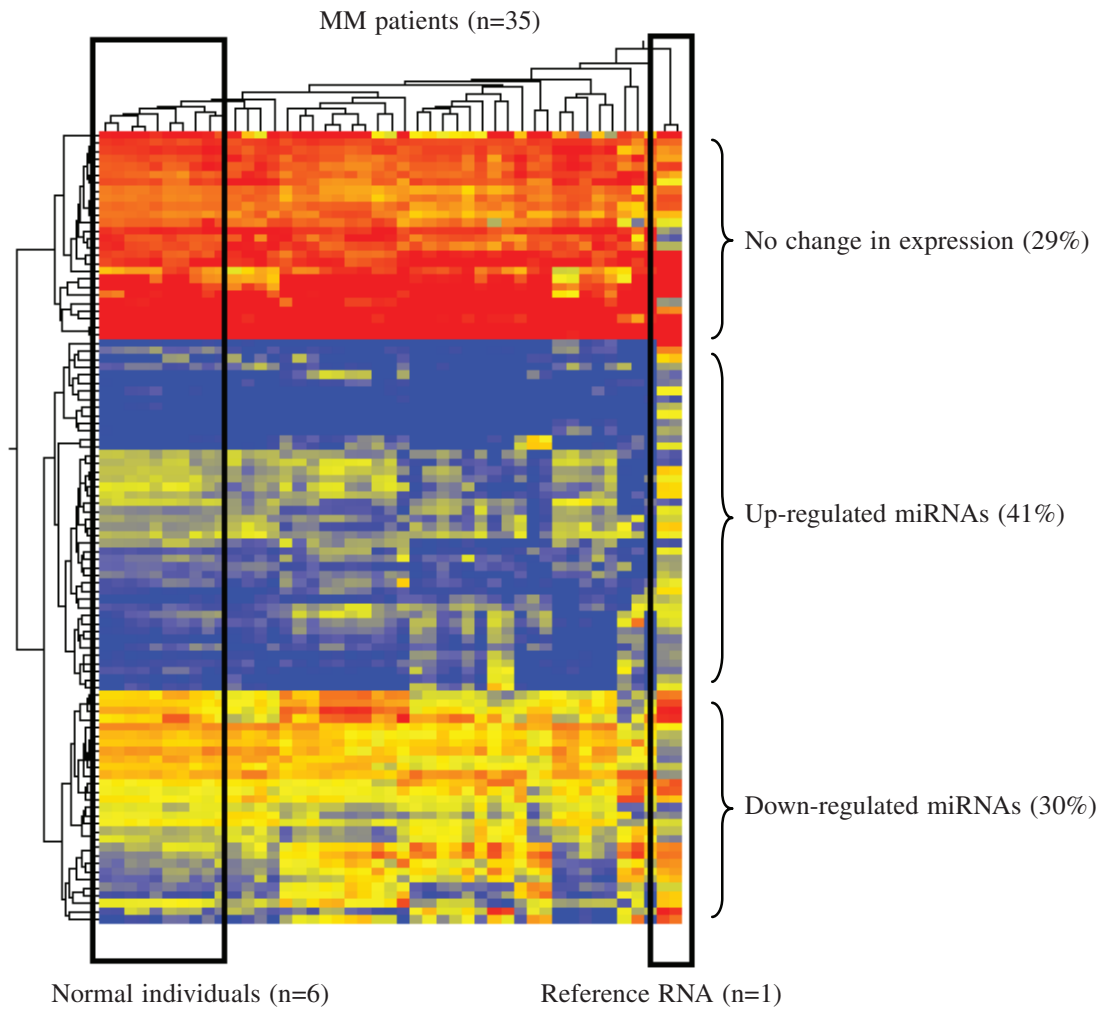 MM patients (n=35)
No change in expression (29%)
Up-regulated miRNAs (41%)
Down-regulated miRNAs (30%)
Normal individuals (n=6)
Reference RNA (n=1)